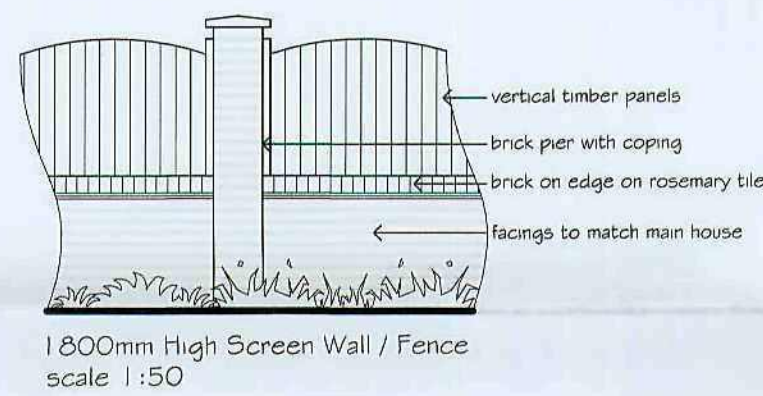 vertical timber panels
brick pier with coping
brick on edge on rosemary tile
facings to match main house
1800mm High Screen Wall / Fence
scale 1:50